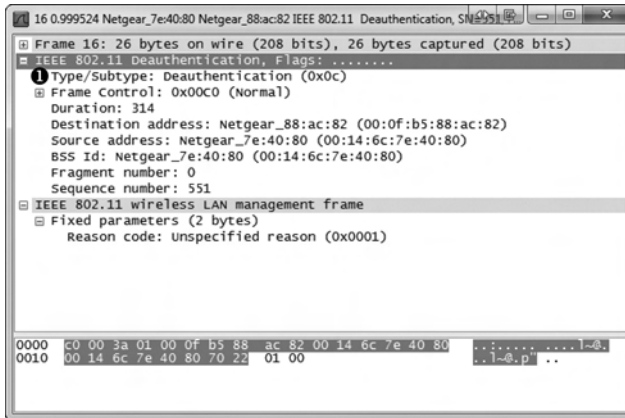 16 0.999524 Netgear_7e:40:80 Netgear_88:ac:82 IEEE 802.11 Deauthentication, SN=551
Frame 16: 26 bytes on wire (208 bits), 26 bytes captured (208 bits)
IEEE 802.11 Deauthentication, Flags: ........
1 Type/Subtype: Deauthentication (0x0c)
Frame Control: 0x00C0 (Normal)
Duration: 314
Destination address: Netgear_88:ac:82 (00:0f:b5:88:ac:82)
Source address: Netgear_7e:40:80 (00:14:6c:7e:40:80)
BSS Id: Netgear_7e:40:80 (00:14:6c:7e:40:80)
Fragment number: 0
Sequence number: 551
IEEE 802.11 wireless LAN management frame
Fixed parameters (2 bytes)
Reason code: Unspecified reason (0x0001)
0000 c0 00 3a 01 00 0f b5 88 ac 82 00 14 6c 7e 40 80 ..:..... ....l~@.
0010 00 14 6c 7e 40 80 70 22 01 00 ..l~@.p" ..